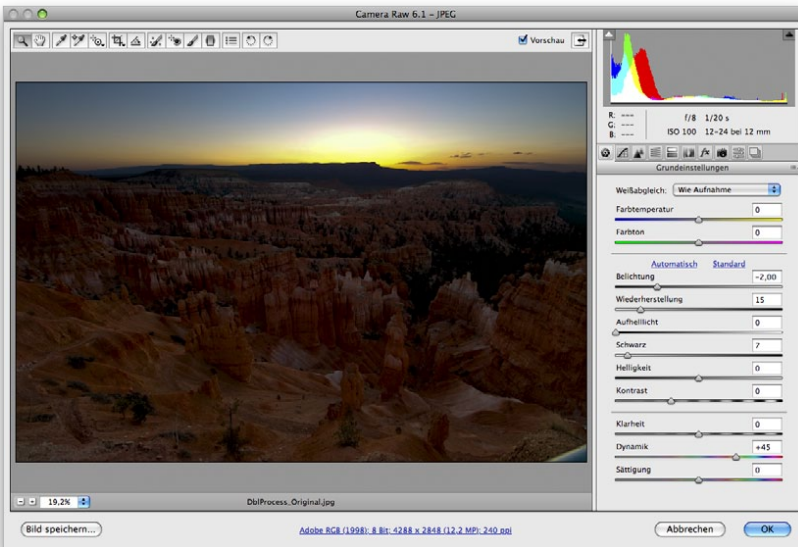 Camera Raw 6.1 – JPEG
Vorschau
R: ---
G: ---
B: ---
f/8 1/20 s
ISO 100 12–24 bei 12 mm
Grundeinstellungen
Weißabgleich: Wie Aufnahme
Farbtemperatur 0
Farbton 0
Automatisch Standard
Belichtung -2,00
Wiederherstellung 15
Aufhelllicht 0
Schwarz 7
Helligkeit 0
Kontrast 0
Klarheit 0
Dynamik +45
Sättigung 0
19,2% DblProcess_Original.jpg
Bild speichern... Adobe RGB (1998); 8 Bit; 4288 x 2848 (12,2 MP); 240 ppi Abbrechen OK